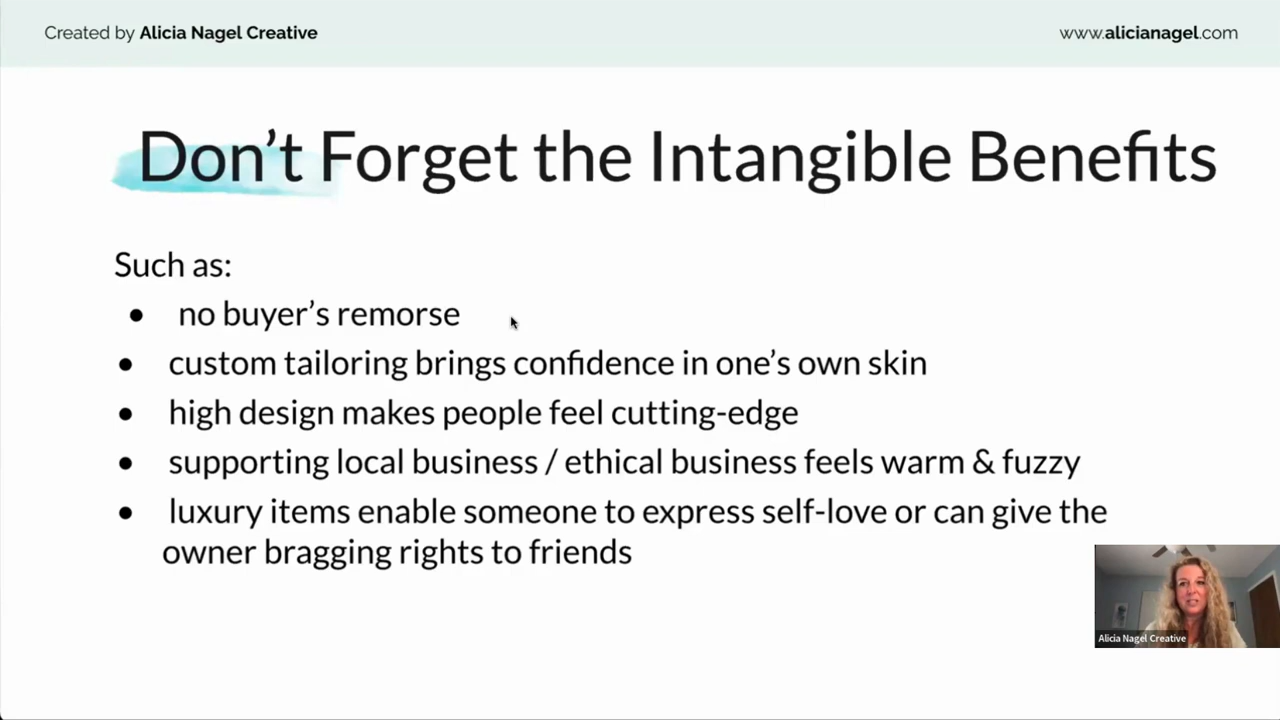 Created by Alicia Nagel Creative
www.alicianagel.com
Don’t Forget the Intangible Benefits
Such as:
• no buyer’s remorse
• custom tailoring brings confidence in one’s own skin
• high design makes people feel cutting-edge
• supporting local business / ethical business feels warm & fuzzy
• luxury items enable someone to express self-love or can give the
owner bragging rights to friends
Alicia Nagel Creative